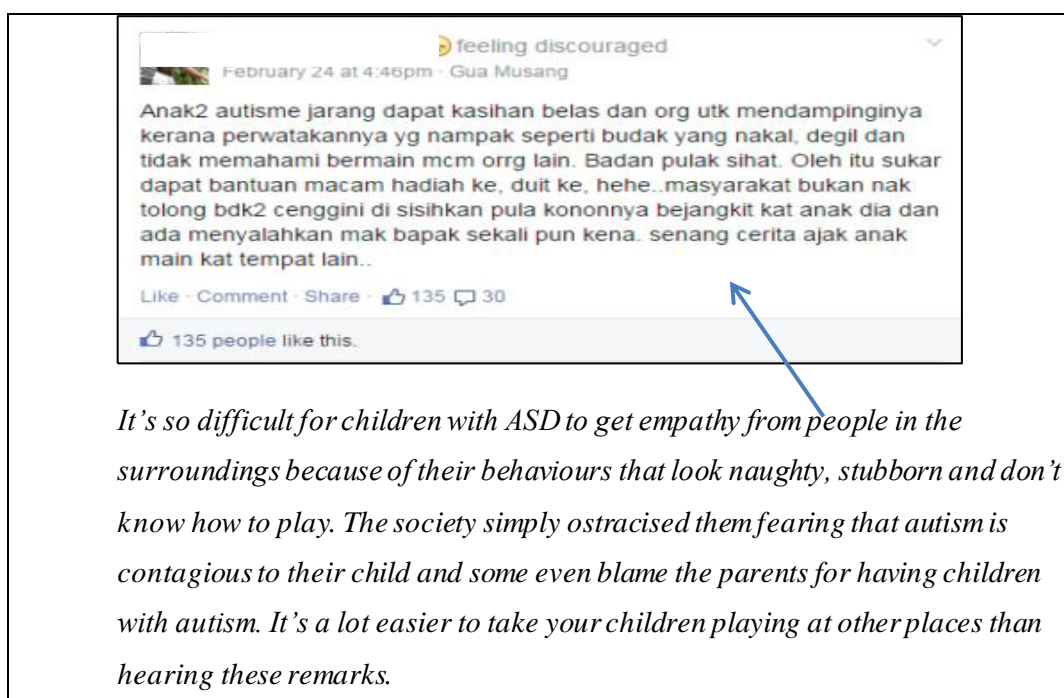 feeling discouraged
February 24 at 4:46pm · Gua Musang
Anak2 autisme jarang dapat kasihan belas dan org utk mendampinginya
kerana perwatakannya yg nampak seperti budak yang nakal, degil dan
tidak memahami bermain mcm orrg lain. Badan pulak sihat. Oleh itu sukar
dapat bantuan macam hadiah ke, duit ke, hehe..masyarakat bukan nak
tolong bdk2 cenggini di sisihkan pula kononnya bejangkit kat anak dia dan
ada menyalahkan mak bapak sekali pun kena. senang cerita ajak anak
main kat tempat lain..
Like · Comment · Share · 135 30
135 people like this.
It's so difficult for children with ASD to get empathy from people in the
surroundings because of their behaviours that look naughty, stubborn and don't
know how to play. The society simply ostracised them fearing that autism is
contagious to their child and some even blame the parents for having children
with autism. It's a lot easier to take your children playing at other places than
hearing these remarks.